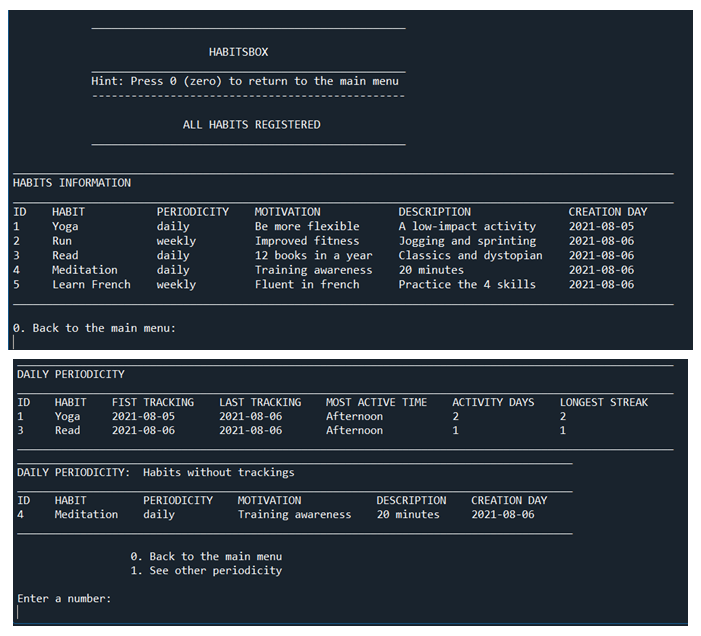 HABITSBOX
Hint: Press 0 (zero) to return to the main menu
ALL HABITS REGISTERED
HABITS INFORMATION
ID HABIT PERIODICITY MOTIVATION DESCRIPTION CREATION DAY
1 Yoga daily Be more flexible A low-impact activity 2021-08-05
2 Run weekly Improved fitness Jogging and sprinting 2021-08-06
3 Read daily 12 books in a year Classics and dystopian 2021-08-06
4 Meditation daily Training awareness 20 minutes 2021-08-06
5 Learn French weekly Fluent in french Practice the 4 skills 2021-08-06
0. Back to the main menu:
DAILY PERIODICITY
ID HABIT FIST TRACKING LAST TRACKING MOST ACTIVE TIME ACTIVITY DAYS LONGEST STREAK
1 Yoga 2021-08-05 2021-08-06 Afternoon 2 2
3 Read 2021-08-06 2021-08-06 Afternoon 1 1
DAILY PERIODICITY: Habits without trackings
ID HABIT PERIODICITY MOTIVATION DESCRIPTION CREATION DAY
4 Meditation daily Training awareness 20 minutes 2021-08-06
0. Back to the main menu
1. See other periodicity
Enter a number: